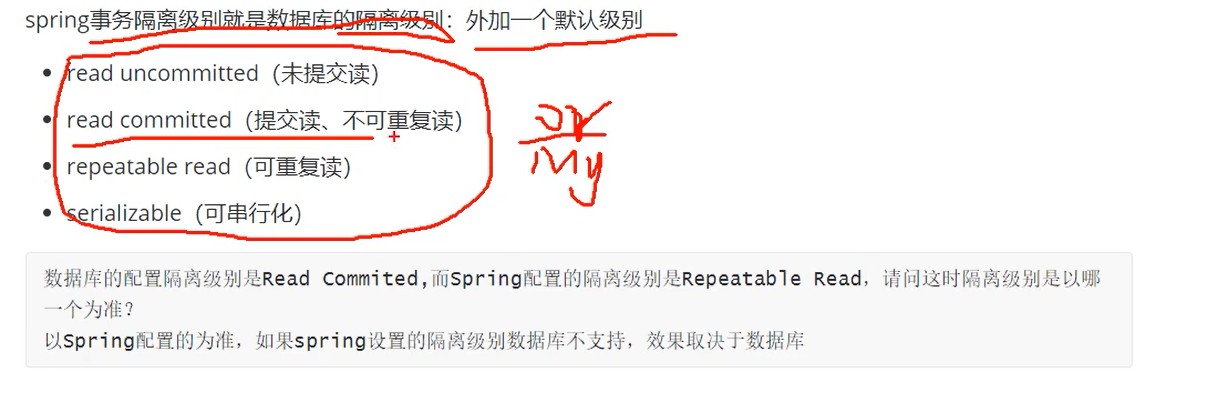 spring事务隔离级别就是数据库的隔离级别：外加一个默认级别
read uncommitted（未提交读）
read committed（提交读、不可重复读）
repeatable read（可重复读）
serializable（可串行化）
My
数据库的配置隔离级别是Read Commited,而Spring配置的隔离级别是Repeatable Read，请问这时隔离级别是以哪
一个为准？
以Spring配置的为准，如果spring设置的隔离级别数据库不支持，效果取决于数据库